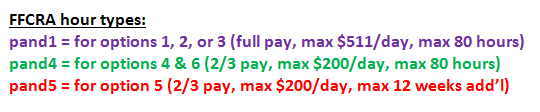 FFCRA hour types:
pand1 = for options 1, 2, or 3 (full pay, max $511/day, max 80 hours)
pand4 = for options 4 & 6 (2/3 pay, max $200/day, max 80 hours)
pand5 = for option 5 (2/3 pay, max $200/day, max 12 weeks add’l)